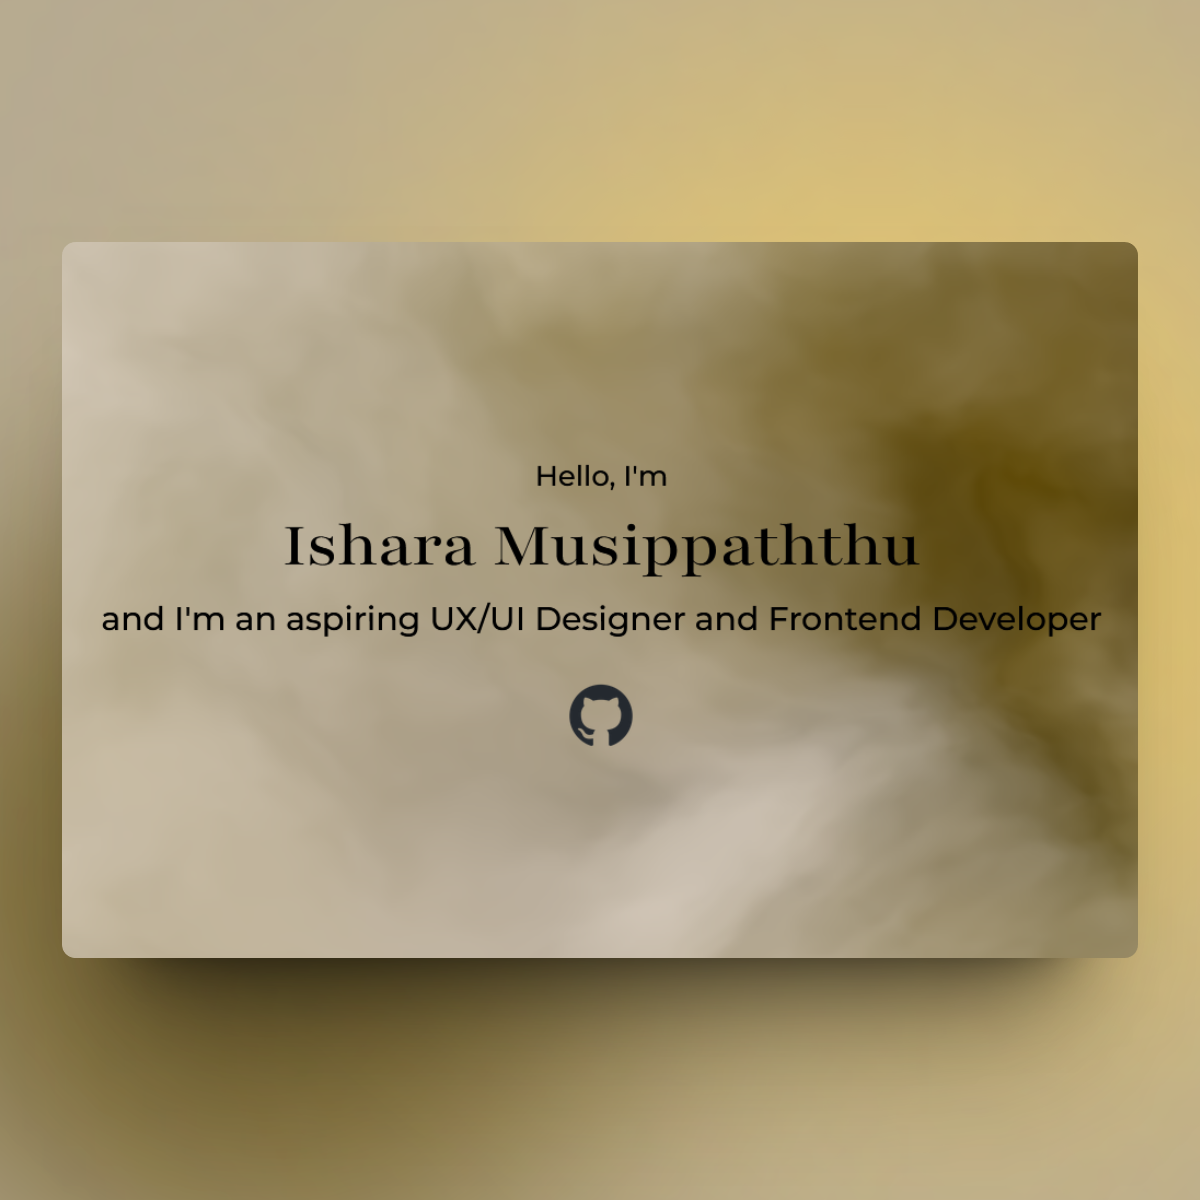 Hello, I'm
Ishara Musippaththu
and I'm an aspiring UX/UI Designer and Frontend Developer